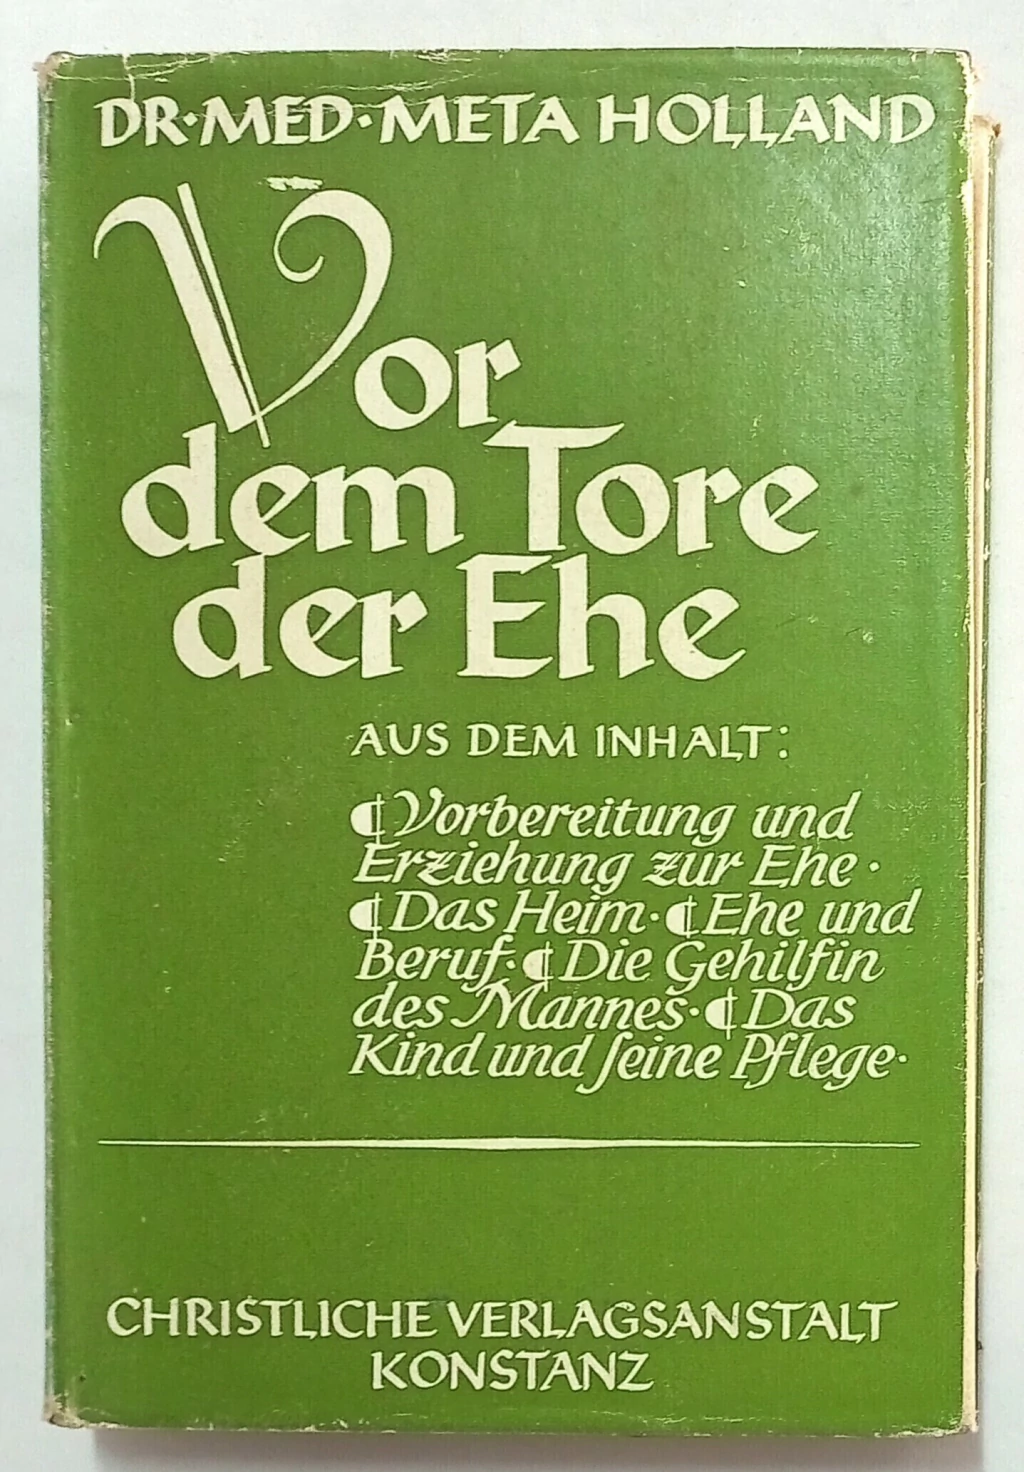 DR·MED·META HOLLAND
Vor
dem Tore
der Ehe
AUS DEM INHALT:
¶ Vorbereitung und
Erziehung zur Ehe ·
¶ Das Heim · ¶ Ehe und
Beruf · ¶ Die Gehilfin
des Mannes · ¶ Das
Kind und ſeine Pflege ·
CHRISTLICHE VERLAGSANSTALT
KONSTANZ